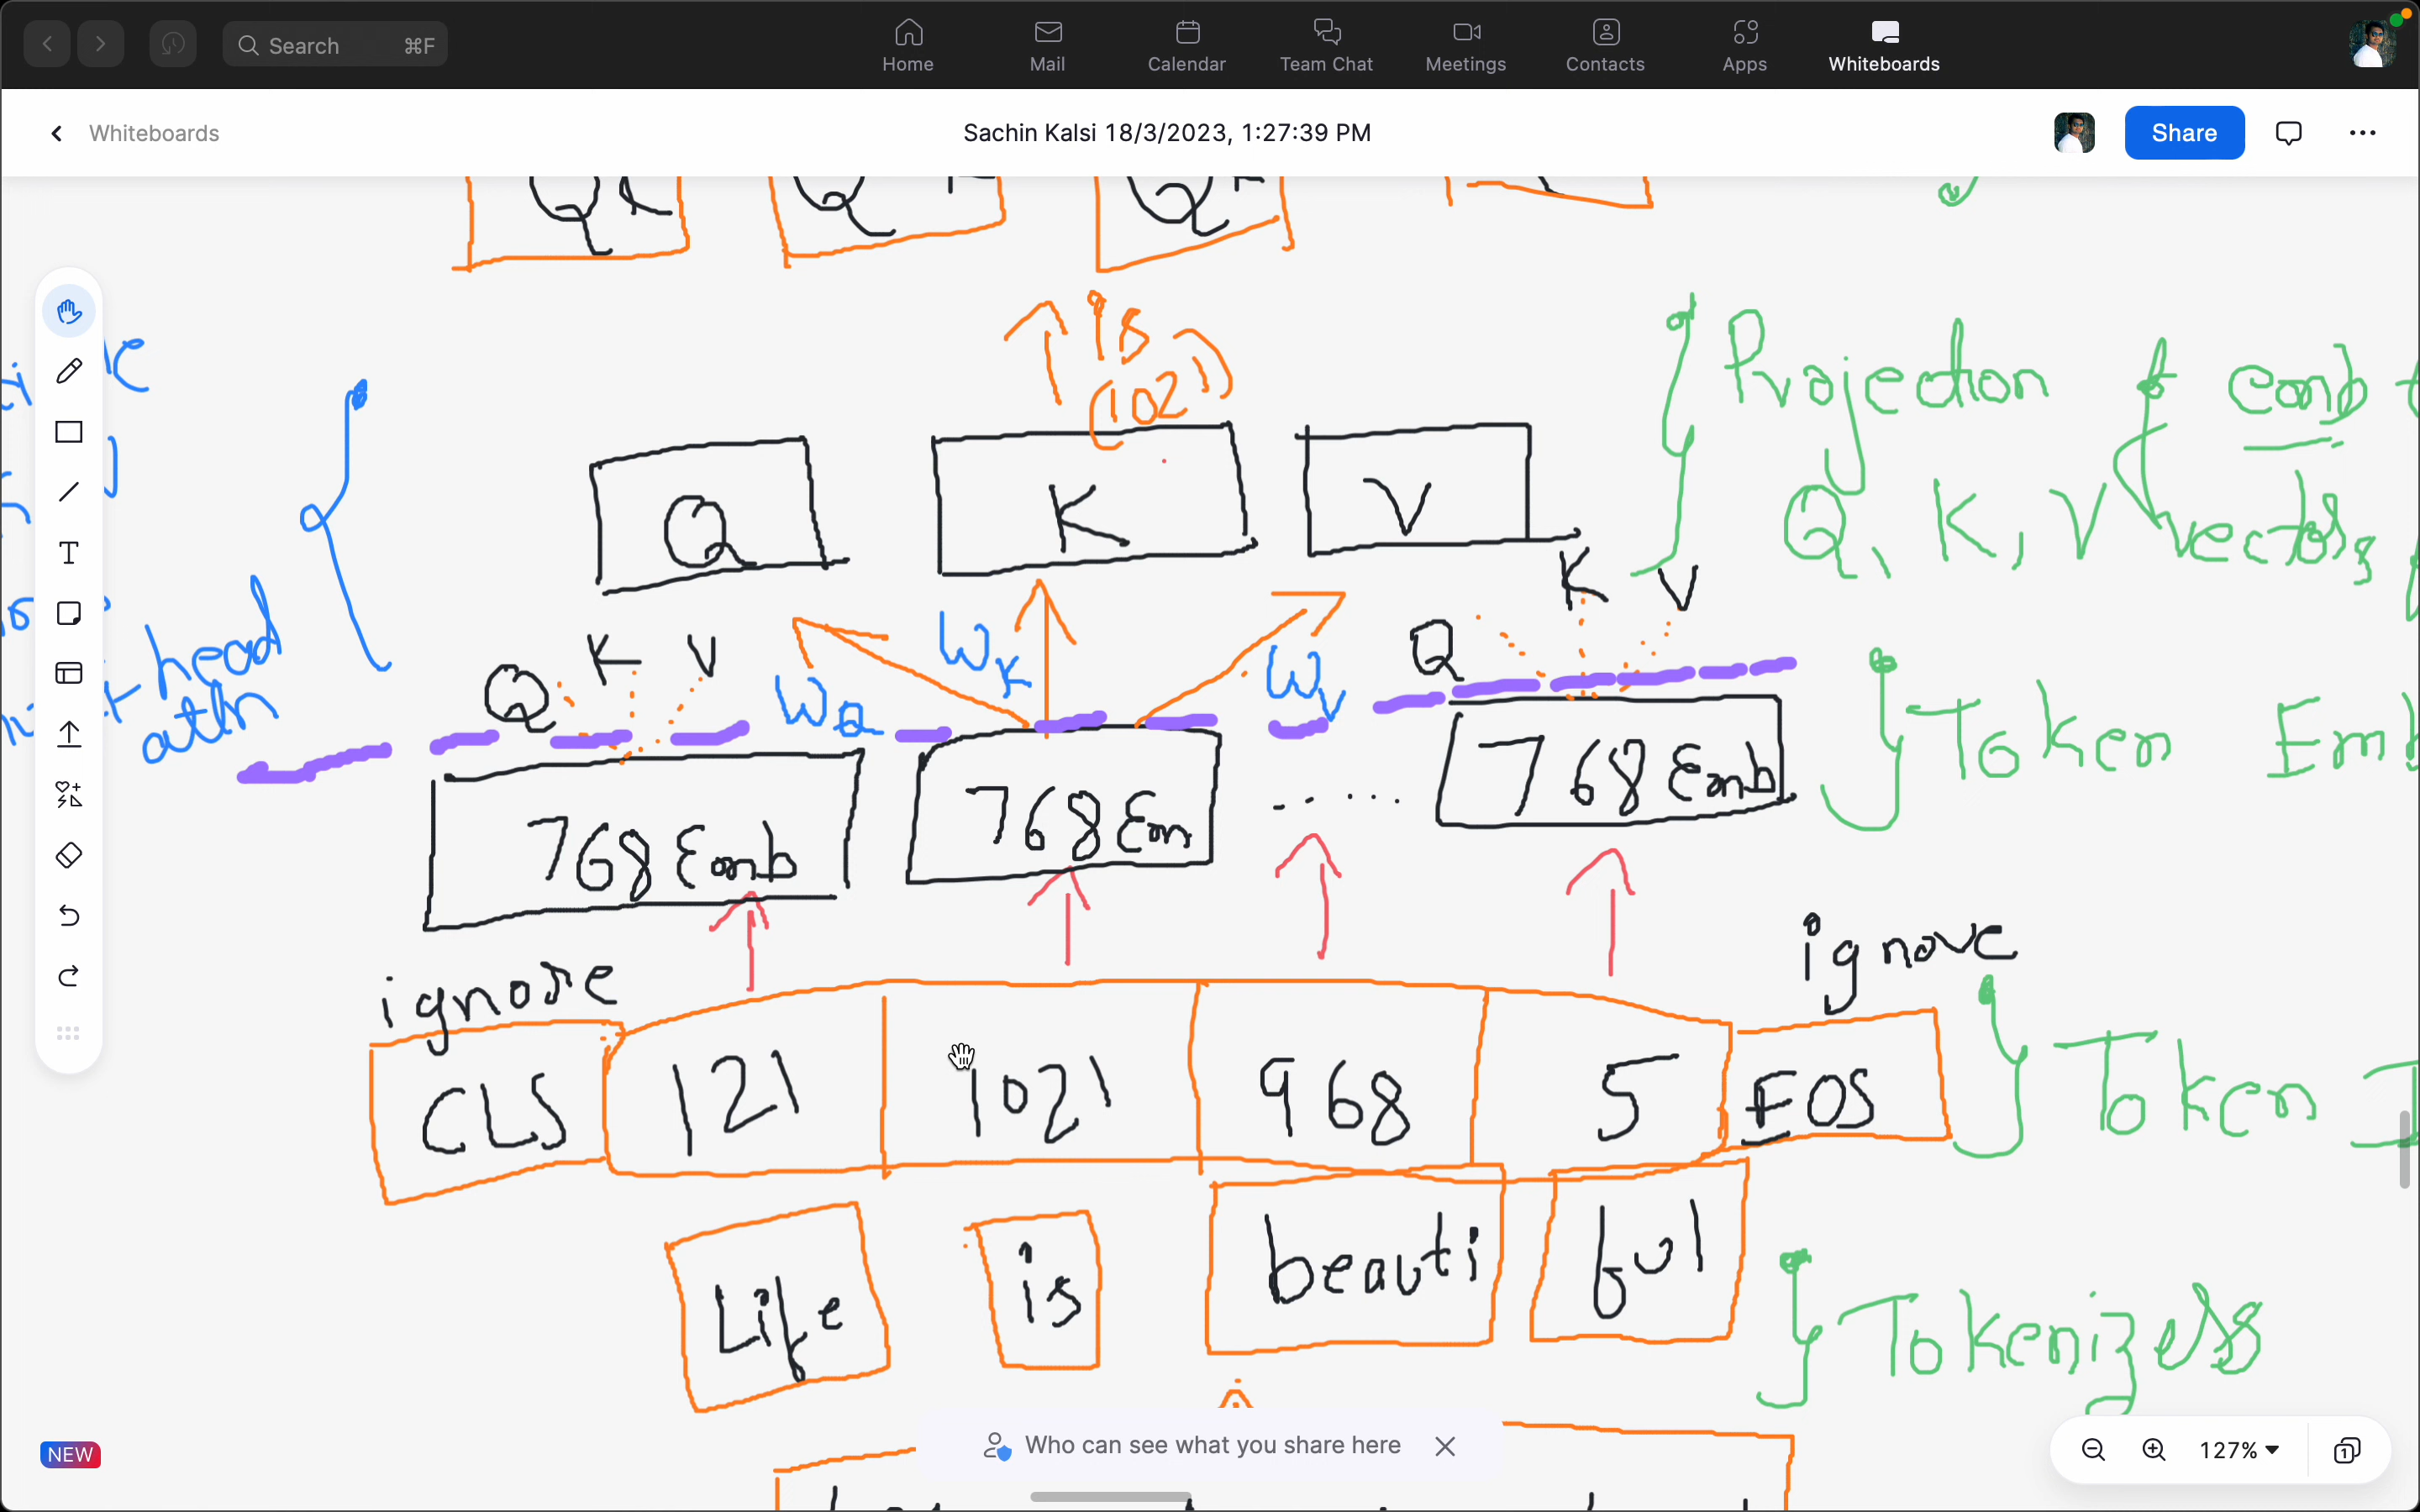 Search ⌘F
Home Mail Calendar Team Chat Meetings Contacts Apps Whiteboards
Whiteboards
Sachin Kalsi 18/3/2023, 1:27:39 PM
Share
QK
is
(1021)
Q K V
Projection of emb
Q, K, V vectors
Q K V
WQ WK WV
Q K V
head
attn
768 Emb 768 Em ..... 768 Emb
Token Emb
ignore ignore
CLS 121 1021 968 5 EOS
Token I
Life is beauti ful
Tokenizers
Who can see what you share here
NEW
127%